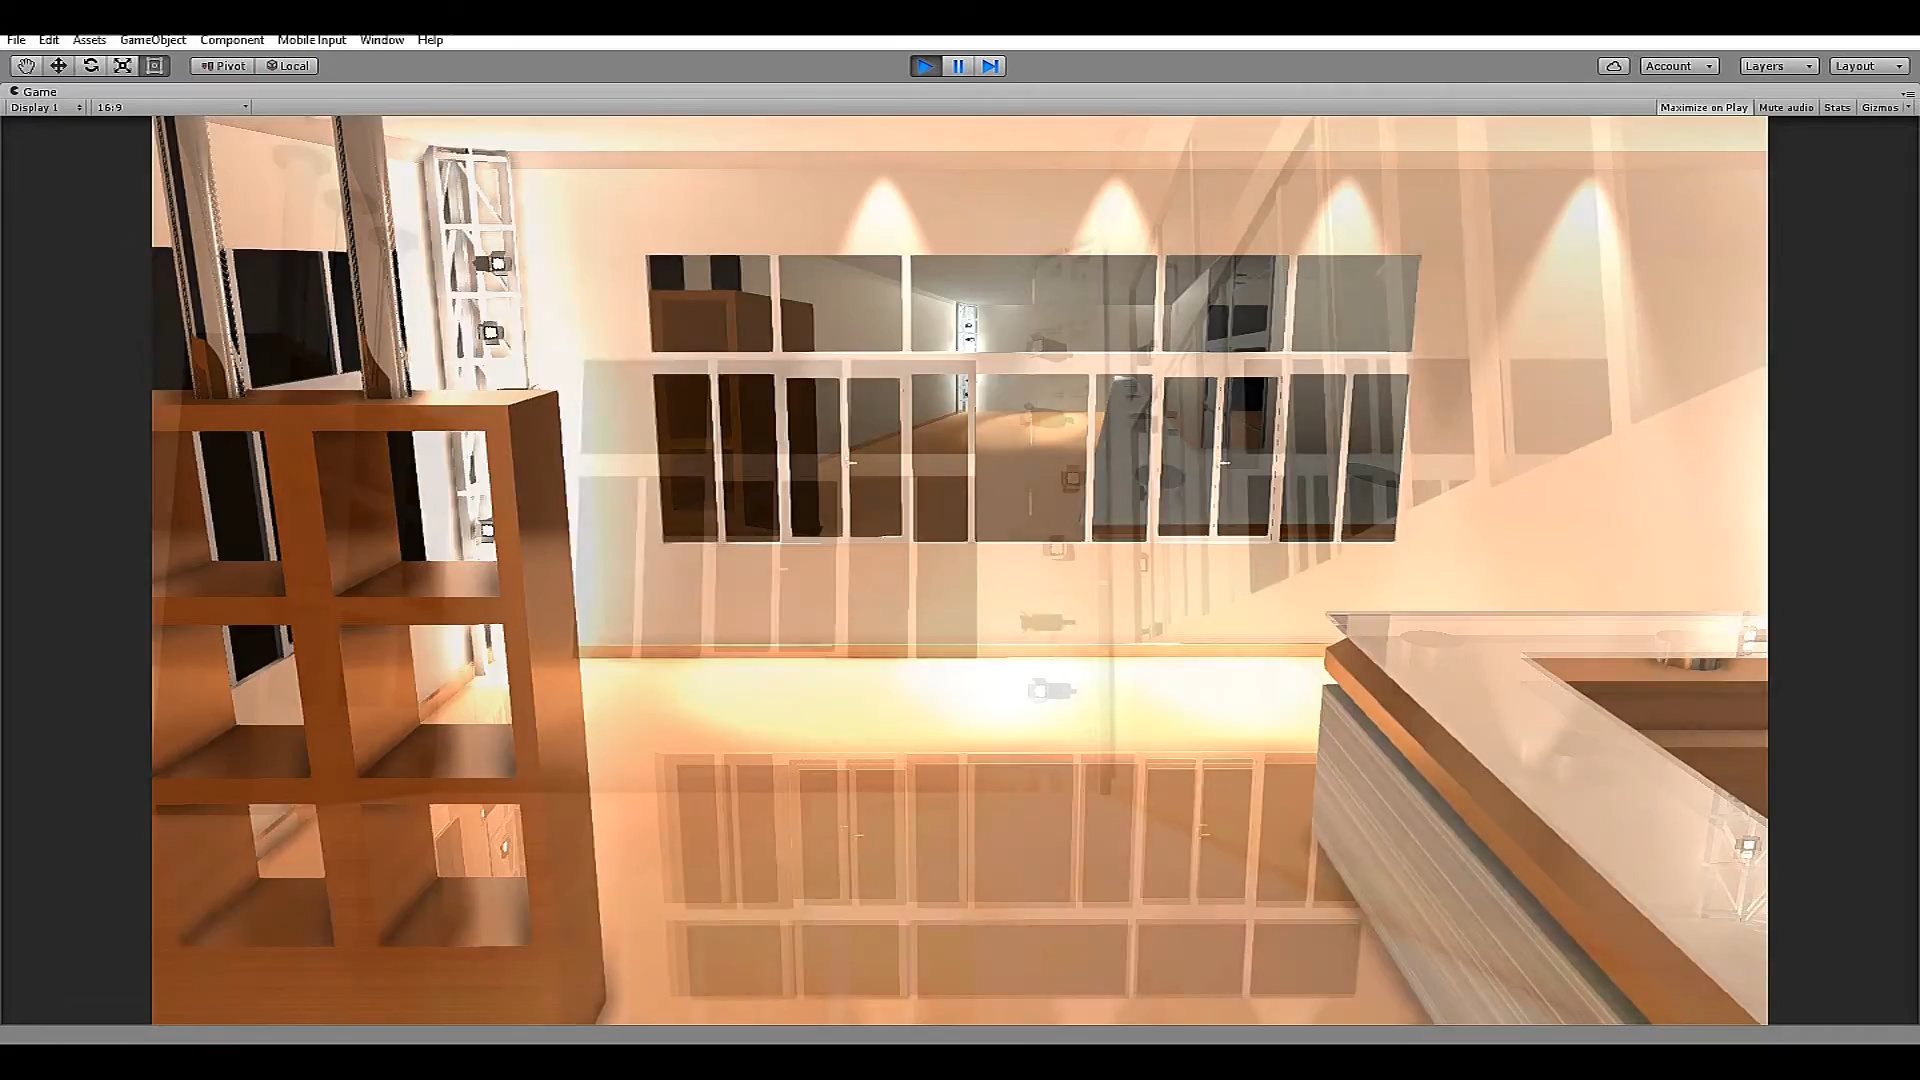 File Edit Assets GameObject Component Mobile Input Window Help
Pivot Local Account Layers Layout
Game
Display 1 16:9 Maximize on Play Mute audio Stats Gizmos